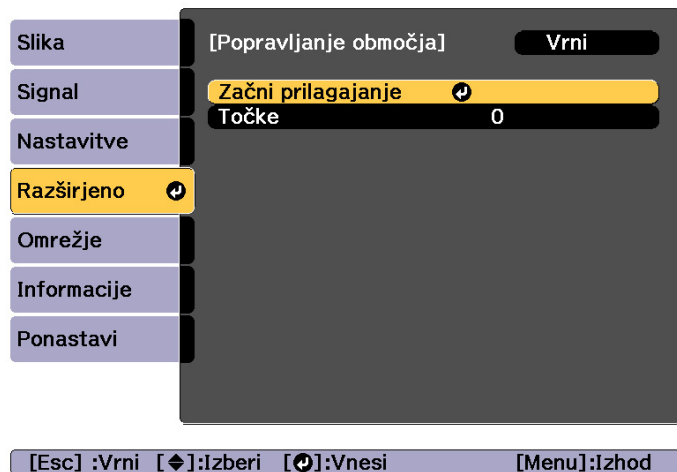 Slika
Signal
Nastavitve
Razširjeno
Omrežje
Informacije
Ponastavi
[Popravljanje območja] Vrni
Začni prilagajanje
Točke 0
[Esc] :Vrni [◆]:Izberi [↵]:Vnesi [Menu]:Izhod